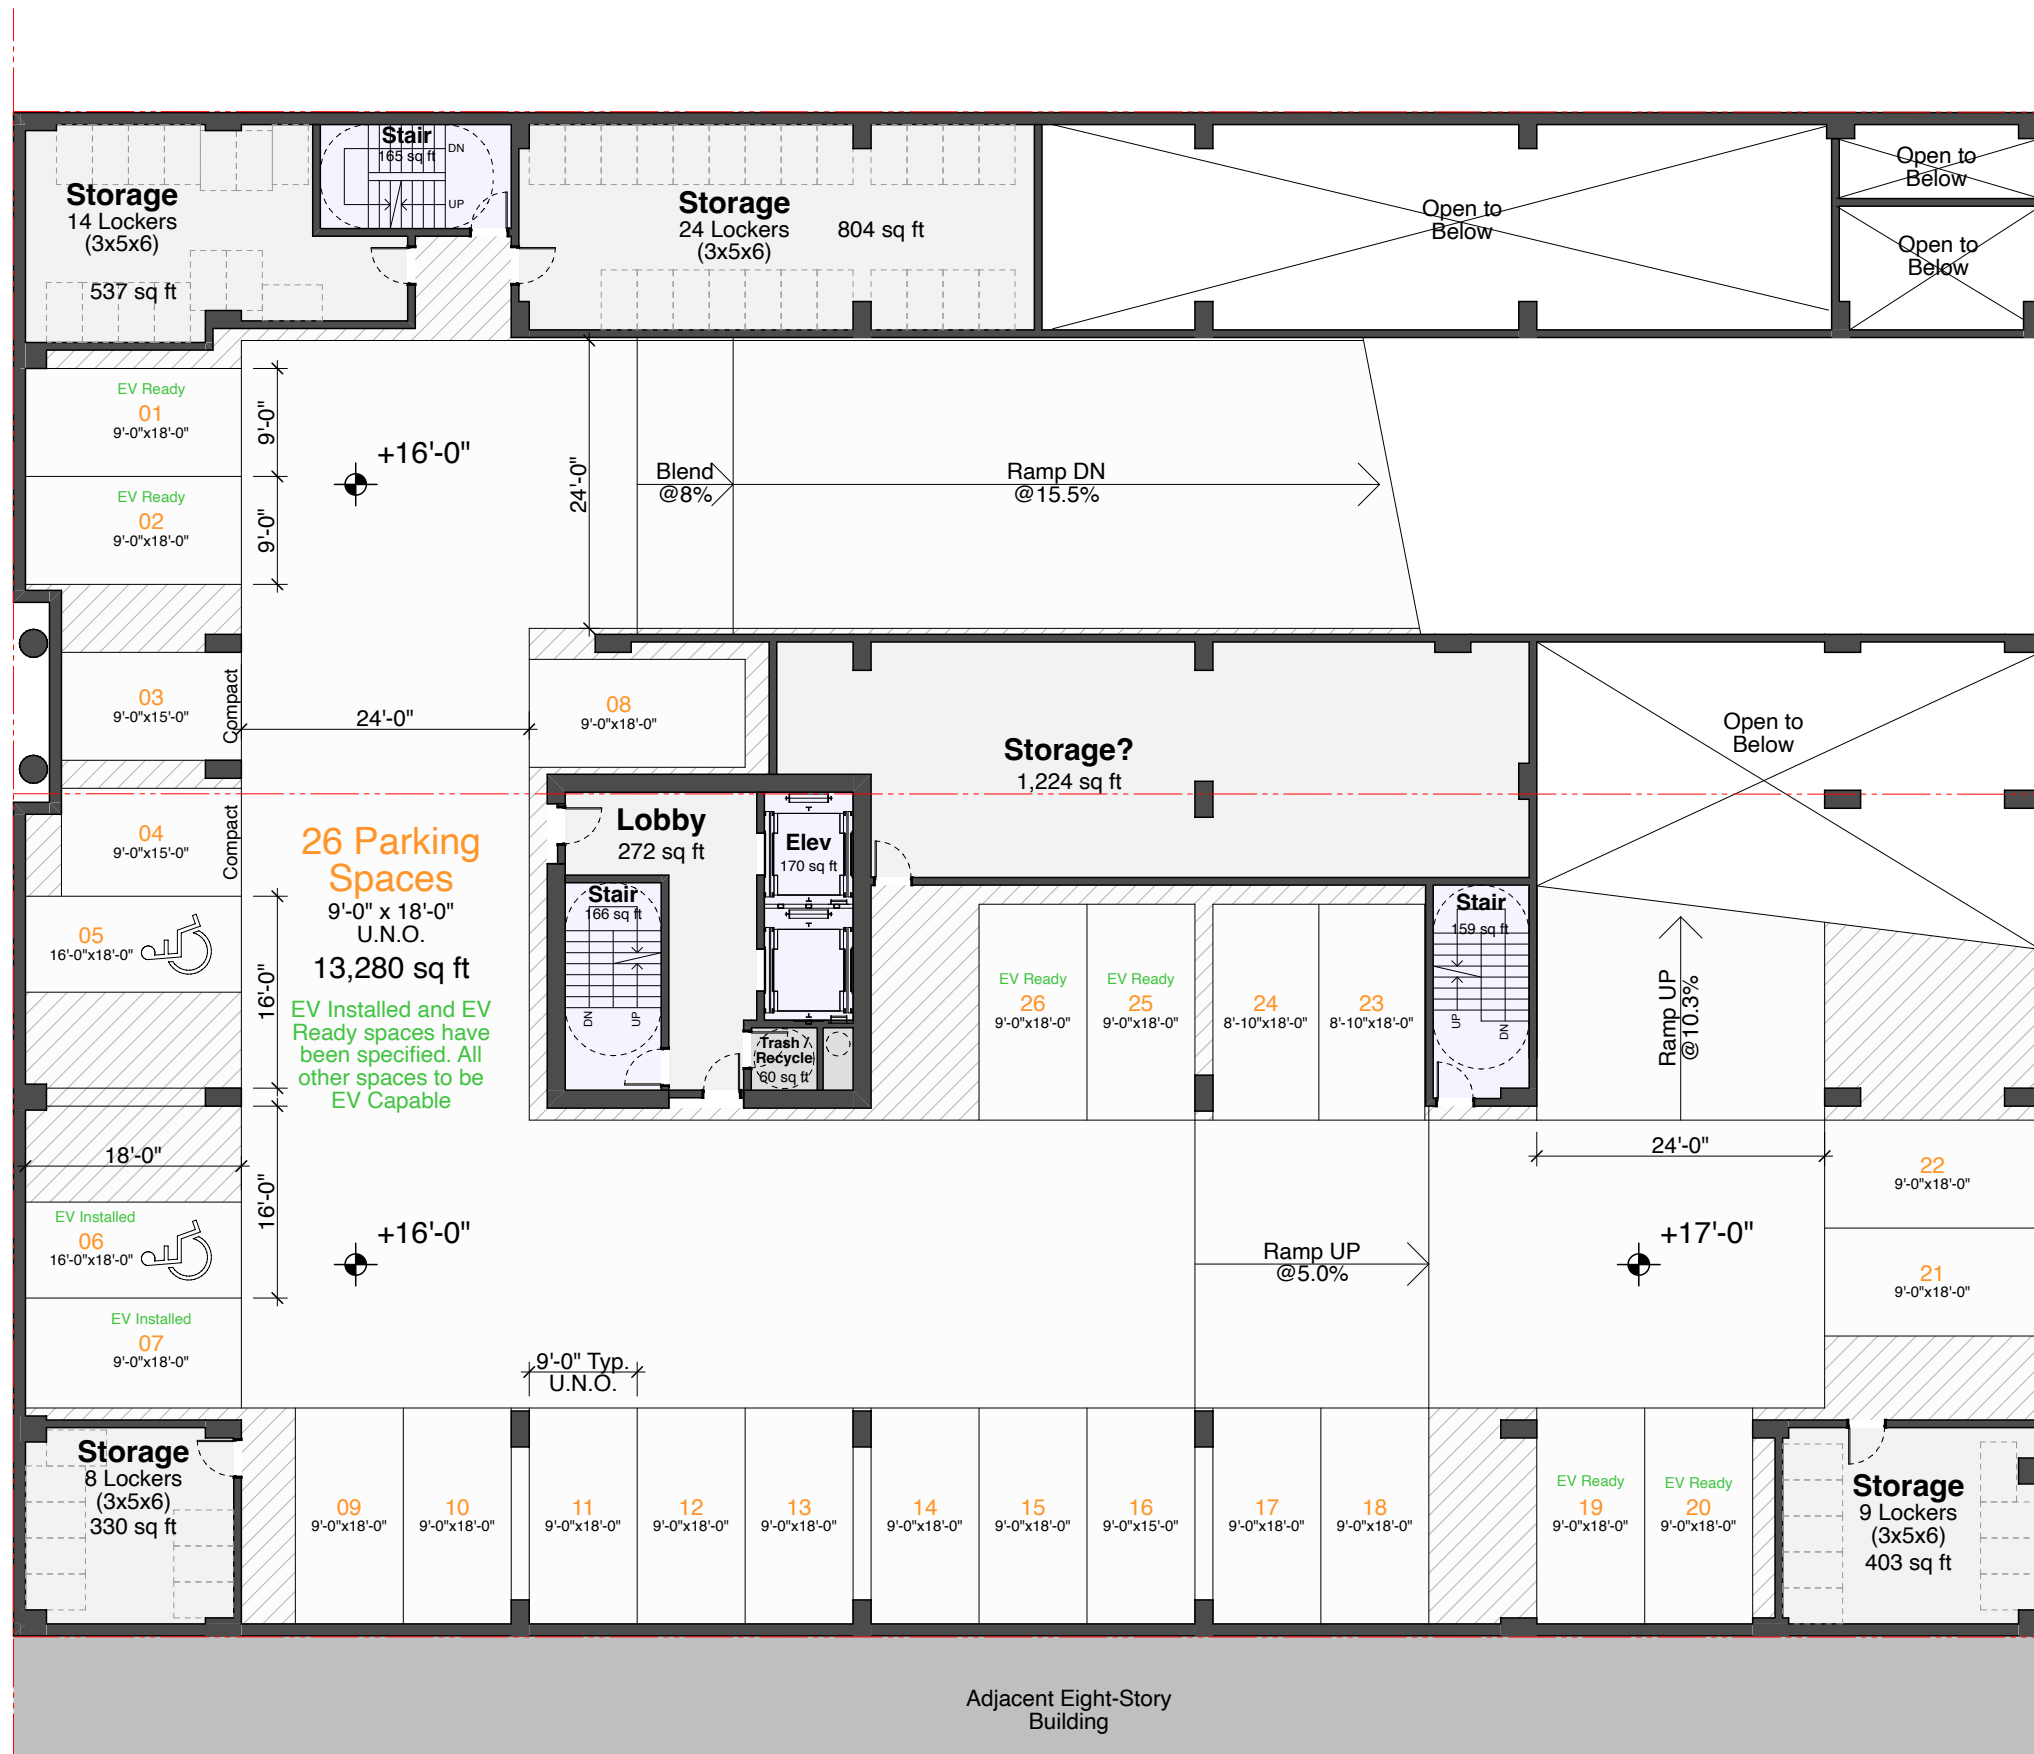 Stair
165 sq ft
DN
UP
Storage
14 Lockers
(3x5x6)
537 sq ft
Storage
24 Lockers
(3x5x6)
804 sq ft
Open to
Below
Open to
Below
Open to
Below
EV Ready
01
9'-0"x18'-0"
9'-0"
+16'-0"
EV Ready
02
9'-0"x18'-0"
9'-0"
24'-0"
Blend
@8%
Ramp DN
@15.5%
03
9'-0"x15'-0"
Compact
24'-0"
08
9'-0"x18'-0"
Storage?
1,224 sq ft
Open to
Below
04
9'-0"x15'-0"
Compact
26 Parking
Spaces
9'-0" x 18'-0"
U.N.O.
13,280 sq ft
EV Installed and EV
Ready spaces have
been specified. All
other spaces to be
EV Capable
Lobby
272 sq ft
Elev
170 sq ft
Stair
166 sq ft
DN
UP
Trash /
Recycle
60 sq ft
05
16'-0"x18'-0"
16'-0"
EV Ready
26
9'-0"x18'-0"
EV Ready
25
9'-0"x18'-0"
24
8'-10"x18'-0"
23
8'-10"x18'-0"
Stair
159 sq ft
UP
DN
Ramp UP
@10.3%
18'-0"
16'-0"
24'-0"
22
9'-0"x18'-0"
EV Installed
06
16'-0"x18'-0"
+16'-0"
Ramp UP
@5.0%
+17'-0"
21
9'-0"x18'-0"
EV Installed
07
9'-0"x18'-0"
9'-0" Typ.
U.N.O.
Storage
8 Lockers
(3x5x6)
330 sq ft
09
9'-0"x18'-0"
10
9'-0"x18'-0"
11
9'-0"x18'-0"
12
9'-0"x18'-0"
13
9'-0"x18'-0"
14
9'-0"x18'-0"
15
9'-0"x18'-0"
16
9'-0"x15'-0"
17
9'-0"x18'-0"
18
9'-0"x18'-0"
EV Ready
19
9'-0"x18'-0"
EV Ready
20
9'-0"x18'-0"
Storage
9 Lockers
(3x5x6)
403 sq ft
Adjacent Eight-Story
Building